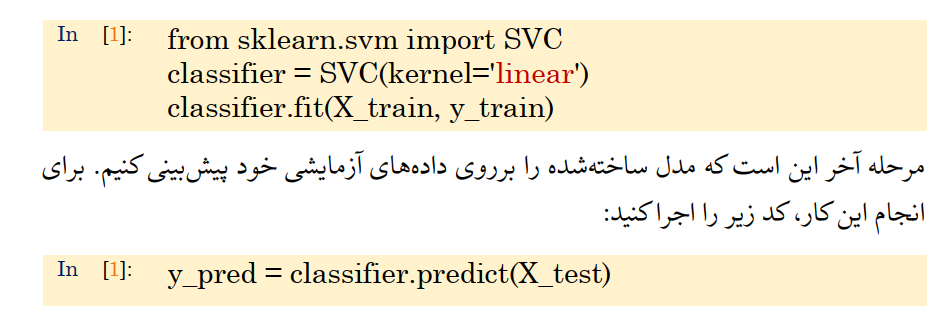 In [1]: from sklearn.svm import SVC
classifier = SVC(kernel='linear')
classifier.fit(X_train, y_train)
مرحله آخر این است که مدل ساخته‌شده را برروی داده‌های آزمایشی خود پیش‌بینی کنیم. برای
انجام این کار، کد زیر را اجرا کنید:
In [1]: y_pred = classifier.predict(X_test)